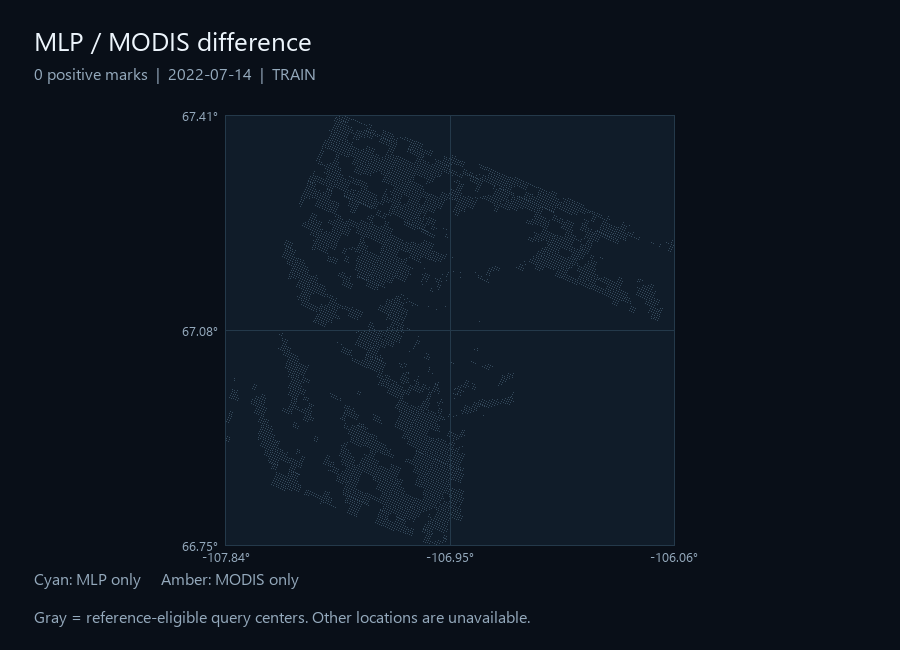 MLP / MODIS difference
0 positive marks | 2022-07-14 | TRAIN
67.41°
67.08°
66.75°
-107.84° -106.95° -106.06°
Cyan: MLP only Amber: MODIS only
Gray = reference-eligible query centers. Other locations are unavailable.